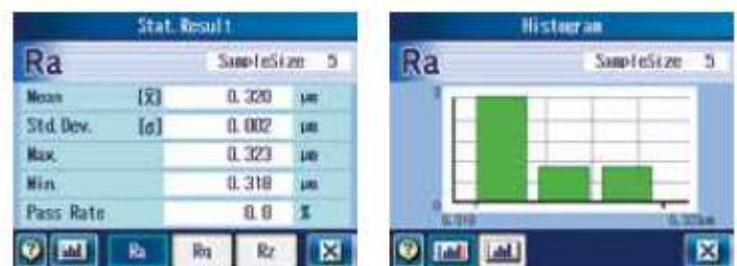 Stat. Result
Ra
SampleSize 5
Mean [x̄] 0.320 μm
Std. Dev. [σ] 0.002 μm
Max. 0.323 μm
Min. 0.318 μm
Pass Rate 0.0 %
Ra Rq Rz
Histogram
Ra
SampleSize 5
0
0.318